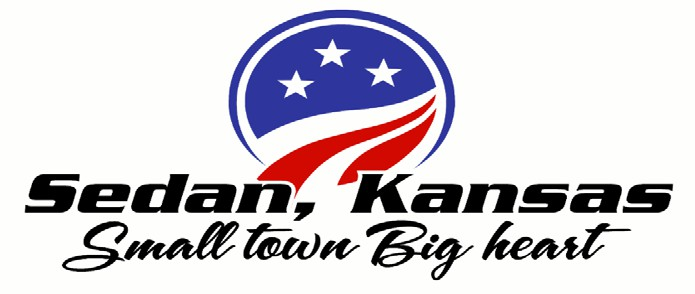 Sedan, Kansas
Small town Big heart